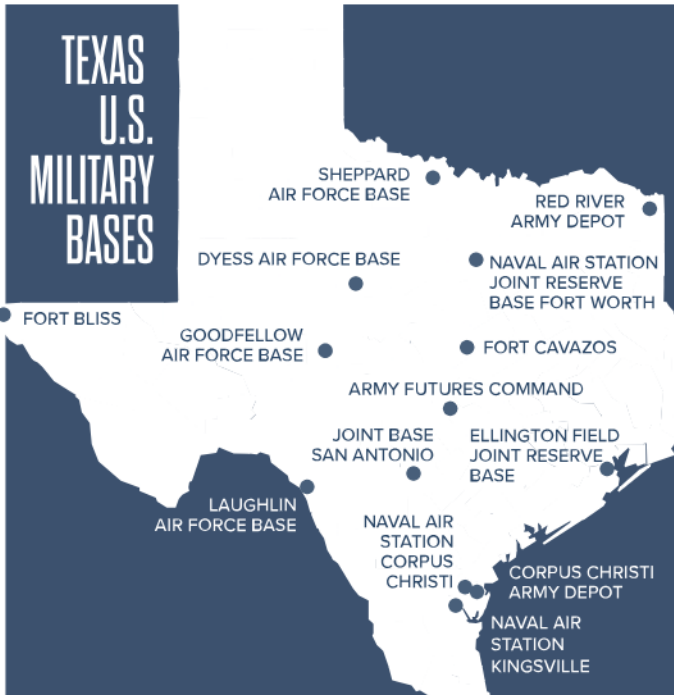 TEXAS
U.S.
MILITARY
BASES
SHEPPARD
AIR FORCE BASE
RED RIVER
ARMY DEPOT
DYESS AIR FORCE BASE
NAVAL AIR STATION
JOINT RESERVE
BASE FORT WORTH
FORT BLISS
GOODFELLOW
AIR FORCE BASE
FORT CAVAZOS
ARMY FUTURES COMMAND
JOINT BASE
SAN ANTONIO
ELLINGTON FIELD
JOINT RESERVE
BASE
LAUGHLIN
AIR FORCE BASE
NAVAL AIR
STATION
CORPUS
CHRISTI
CORPUS CHRISTI
ARMY DEPOT
NAVAL AIR
STATION
KINGSVILLE